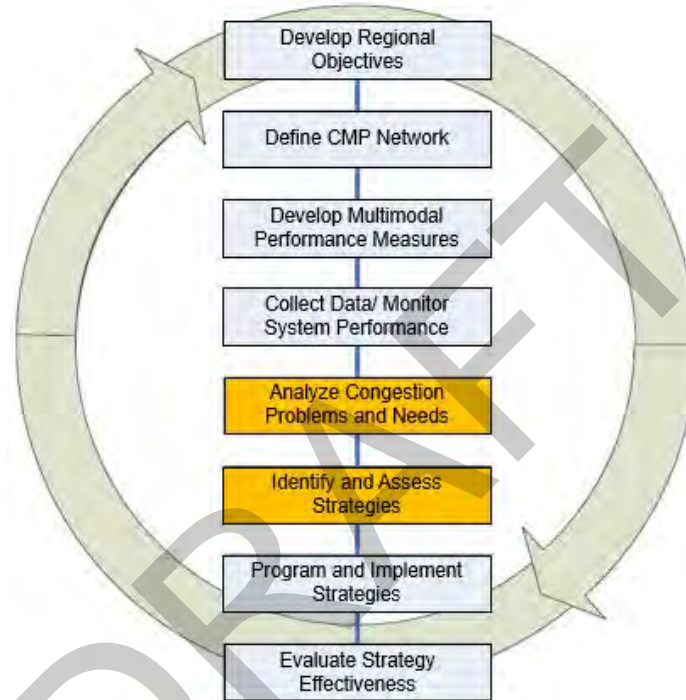 Develop Regional
Objectives
Define CMP Network
Develop Multimodal
Performance Measures
Collect Data/ Monitor
System Performance
Analyze Congestion
Problems and Needs
Identify and Assess
Strategies
Program and Implement
Strategies
Evaluate Strategy
Effectiveness
DRAFT